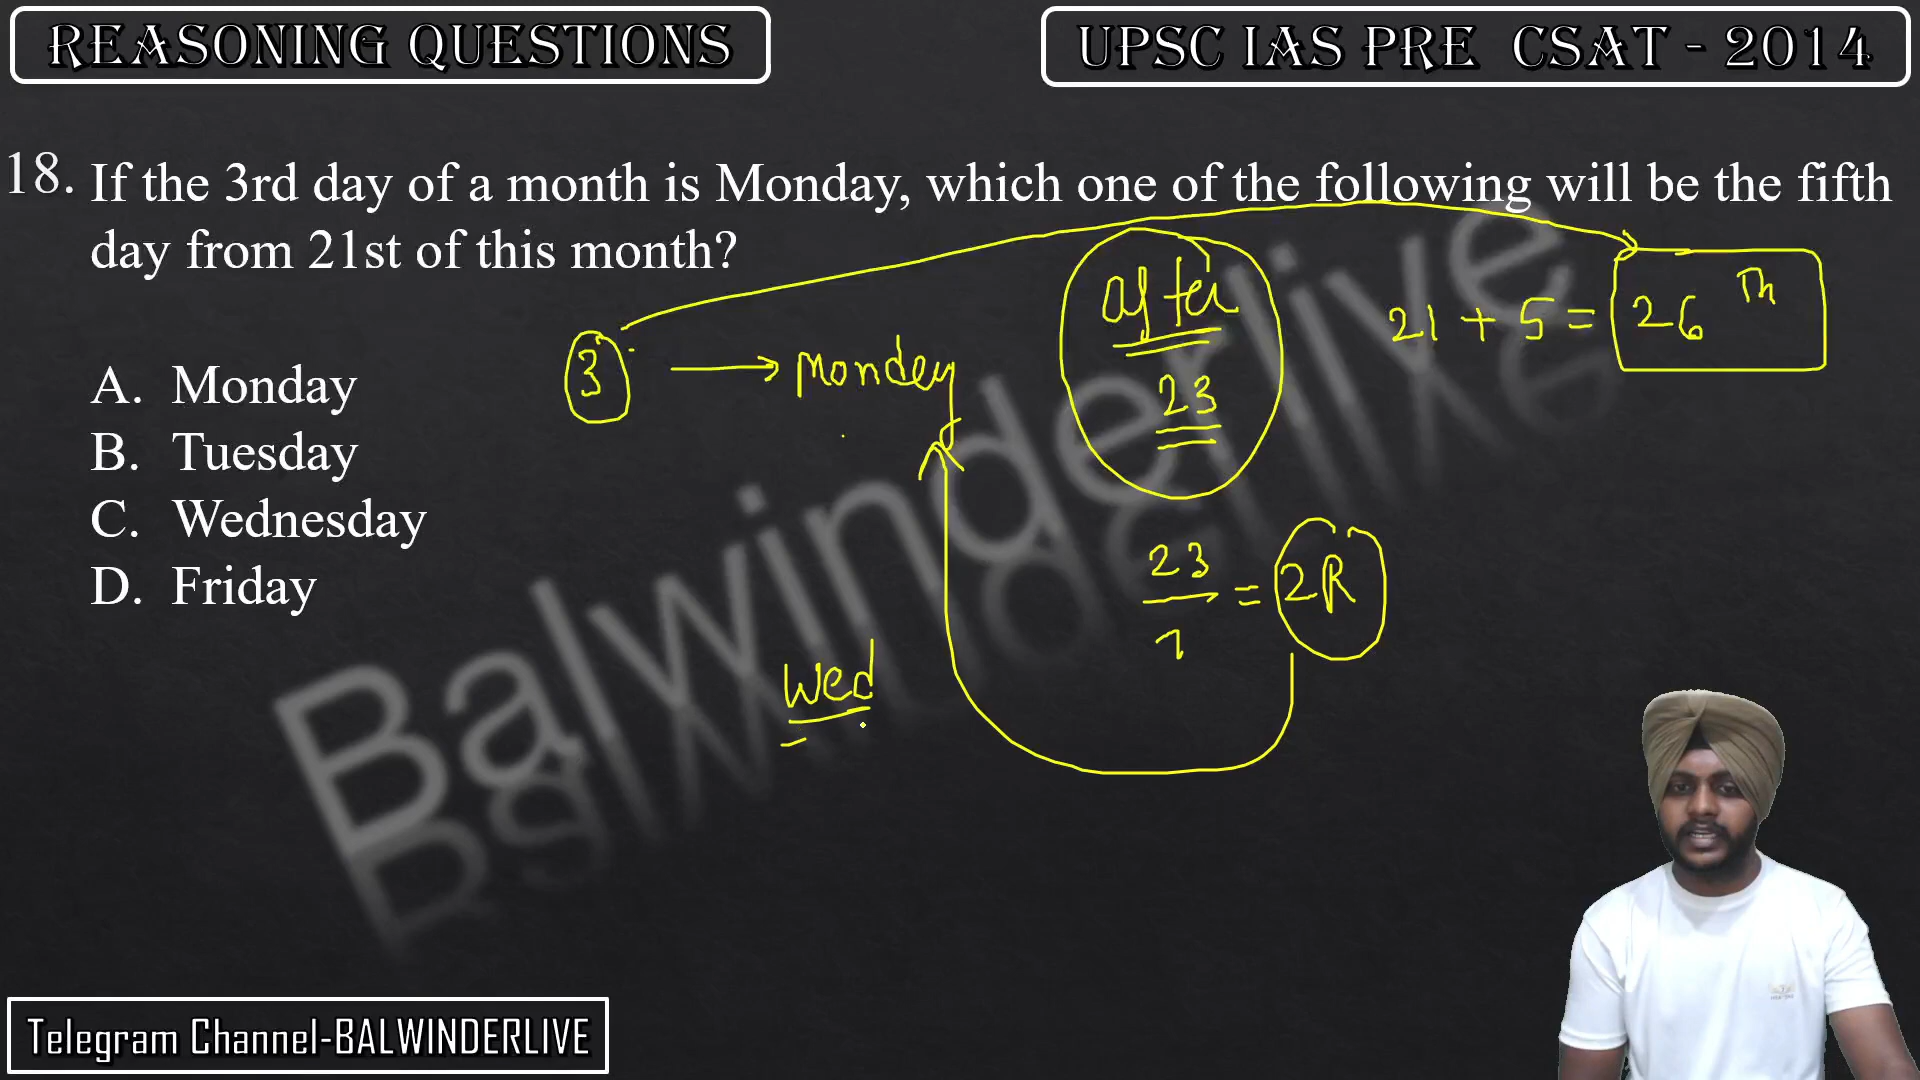 REASONING QUESTIONS
UPSC IAS PRE CSAT - 2014
18. If the 3rd day of a month is Monday, which one of the following will be the fifth
day from 21st of this month?
after
21 + 5 = 26 Th
3 → Monday
23
A. Monday
B. Tuesday
C. Wednesday
D. Friday
23/7 = 2R
Wed
Balwinderlive
Telegram Channel-BALWINDERLIVE